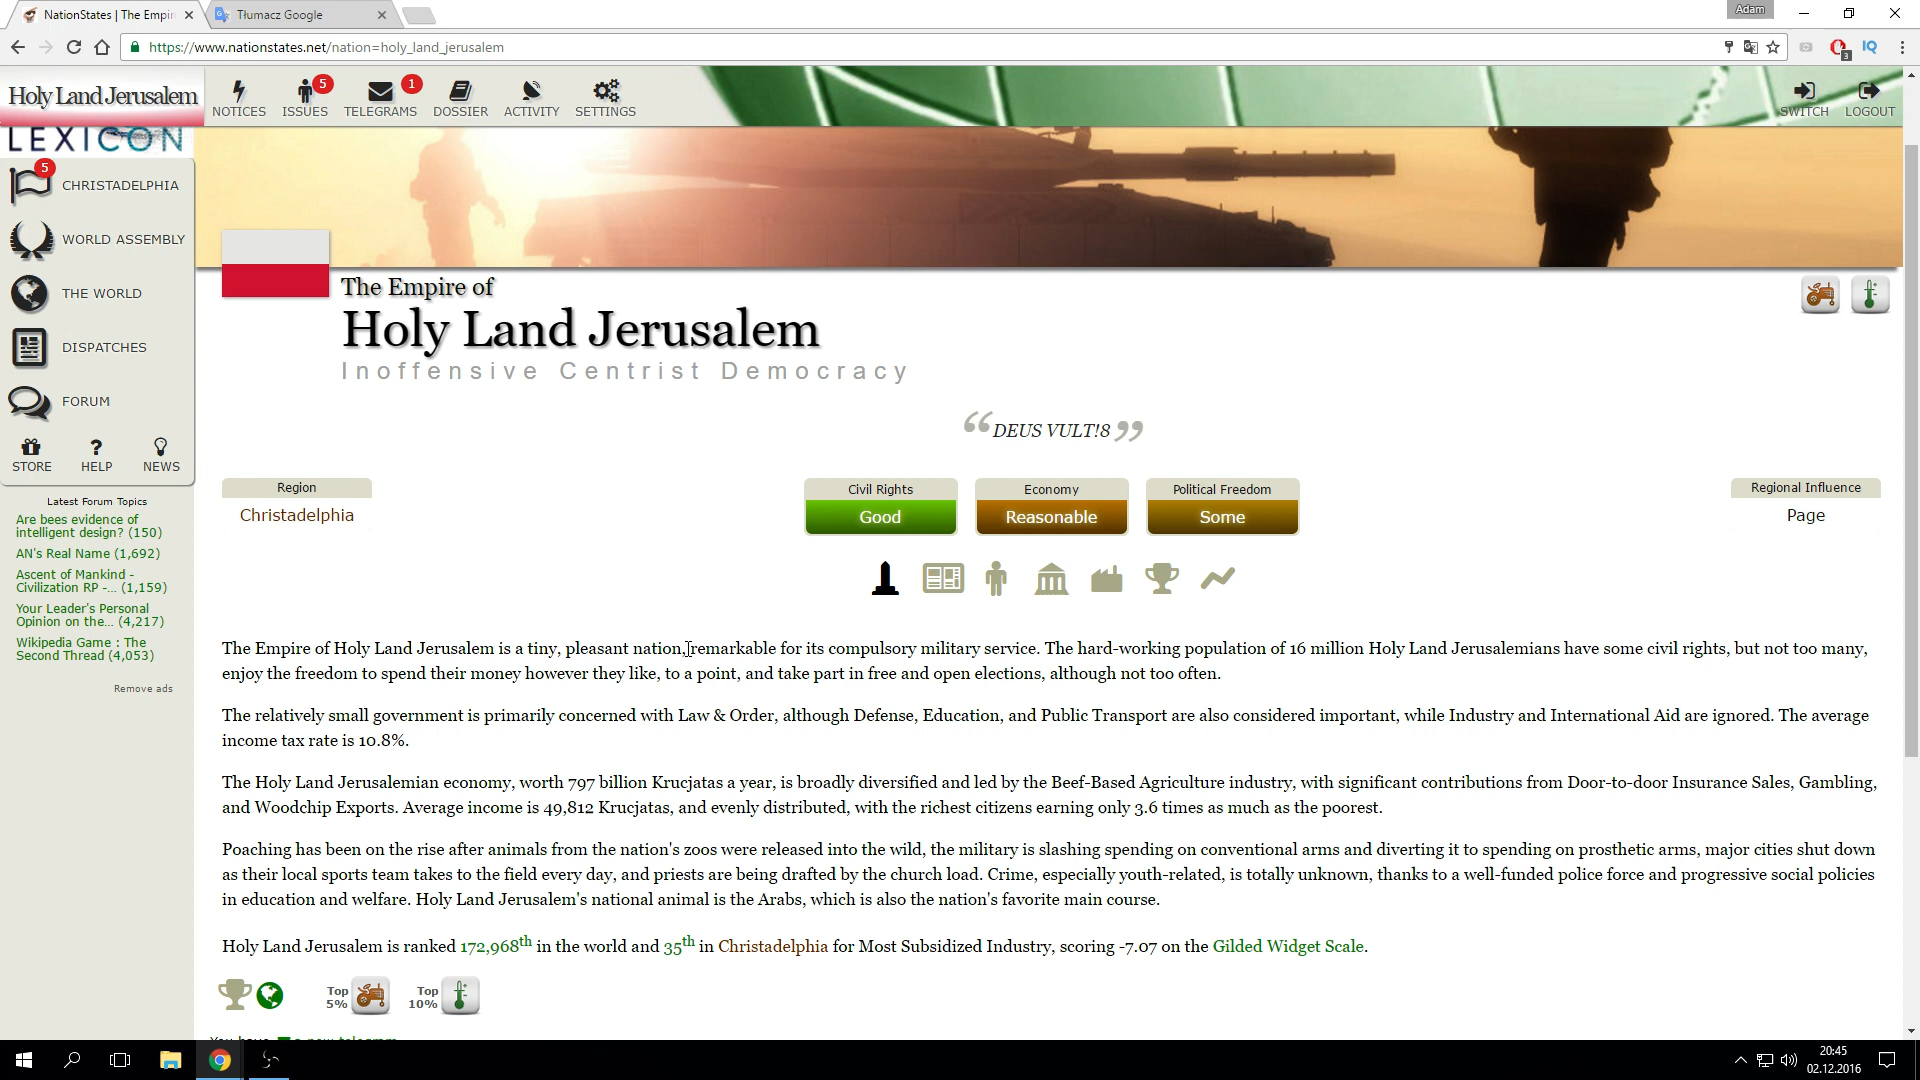 NationStates | The Empir
Tłumacz Google
Adam
https://www.nationstates.net/nation=holy_land_jerusalem
3
IQ
Holy Land Jerusalem
NOTICES
5
ISSUES
1
TELEGRAMS
DOSSIER
ACTIVITY
SETTINGS
SWITCH
LOGOUT
LEXICON
5
CHRISTADELPHIA
WORLD ASSEMBLY
THE WORLD
DISPATCHES
FORUM
STORE
HELP
NEWS
Latest Forum Topics
Are bees evidence of
intelligent design? (150)
AN's Real Name (1,692)
Ascent of Mankind -
Civilization RP -... (1,159)
Your Leader's Personal
Opinion on the... (4,217)
Wikipedia Game : The
Second Thread (4,053)
Remove ads
The Empire of
Holy Land Jerusalem
Inoffensive Centrist Democracy
“DEUS VULT!8”
Region
Christadelphia
Civil Rights
Good
Economy
Reasonable
Political Freedom
Some
Regional Influence
Page
The Empire of Holy Land Jerusalem is a tiny, pleasant nation, remarkable for its compulsory military service. The hard-working population of 16 million Holy Land Jerusalemians have some civil rights, but not too many,
enjoy the freedom to spend their money however they like, to a point, and take part in free and open elections, although not too often.
The relatively small government is primarily concerned with Law & Order, although Defense, Education, and Public Transport are also considered important, while Industry and International Aid are ignored. The average
income tax rate is 10.8%.
The Holy Land Jerusalemian economy, worth 797 billion Krucjatas a year, is broadly diversified and led by the Beef-Based Agriculture industry, with significant contributions from Door-to-door Insurance Sales, Gambling,
and Woodchip Exports. Average income is 49,812 Krucjatas, and evenly distributed, with the richest citizens earning only 3.6 times as much as the poorest.
Poaching has been on the rise after animals from the nation's zoos were released into the wild, the military is slashing spending on conventional arms and diverting it to spending on prosthetic arms, major cities shut down
as their local sports team takes to the field every day, and priests are being drafted by the church load. Crime, especially youth-related, is totally unknown, thanks to a well-funded police force and progressive social policies
in education and welfare. Holy Land Jerusalem's national animal is the Arabs, which is also the nation's favorite main course.
Holy Land Jerusalem is ranked 172,968th in the world and 35th in Christadelphia for Most Subsidized Industry, scoring -7.07 on the Gilded Widget Scale.
Top
5%
Top
10%
You have a new telegram
20:45
02.12.2016